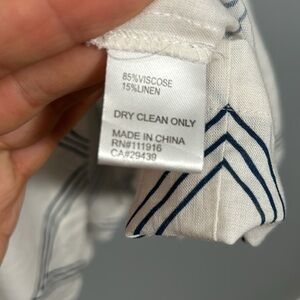 85%VISCOSE
15%LINEN
DRY CLEAN ONLY
MADE IN CHINA
RN#111916
CA#29439